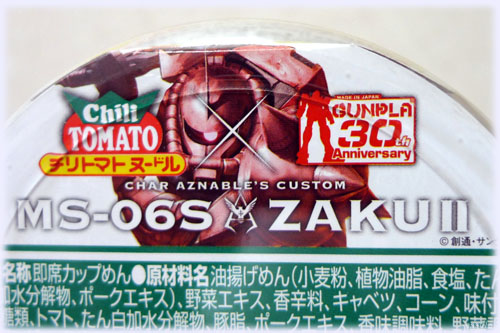 Chili
TOMATO
チリトマト ヌードル
MADE IN JAPAN
GUNPLA
30th
Anniversary
CHAR AZNABLE'S CUSTOM
MS-06S ZAKU II
©創通・サン
名称 即席カップめん●原材料名 油揚げめん(小麦粉、植物油脂、食塩、たん
加水分解物、ポークエキス)、野菜エキス、香辛料、キャベツ、コーン、味付
糖類、トマト、たん白加水分解物、豚脂、ポークエキス、香味調味料、野菜